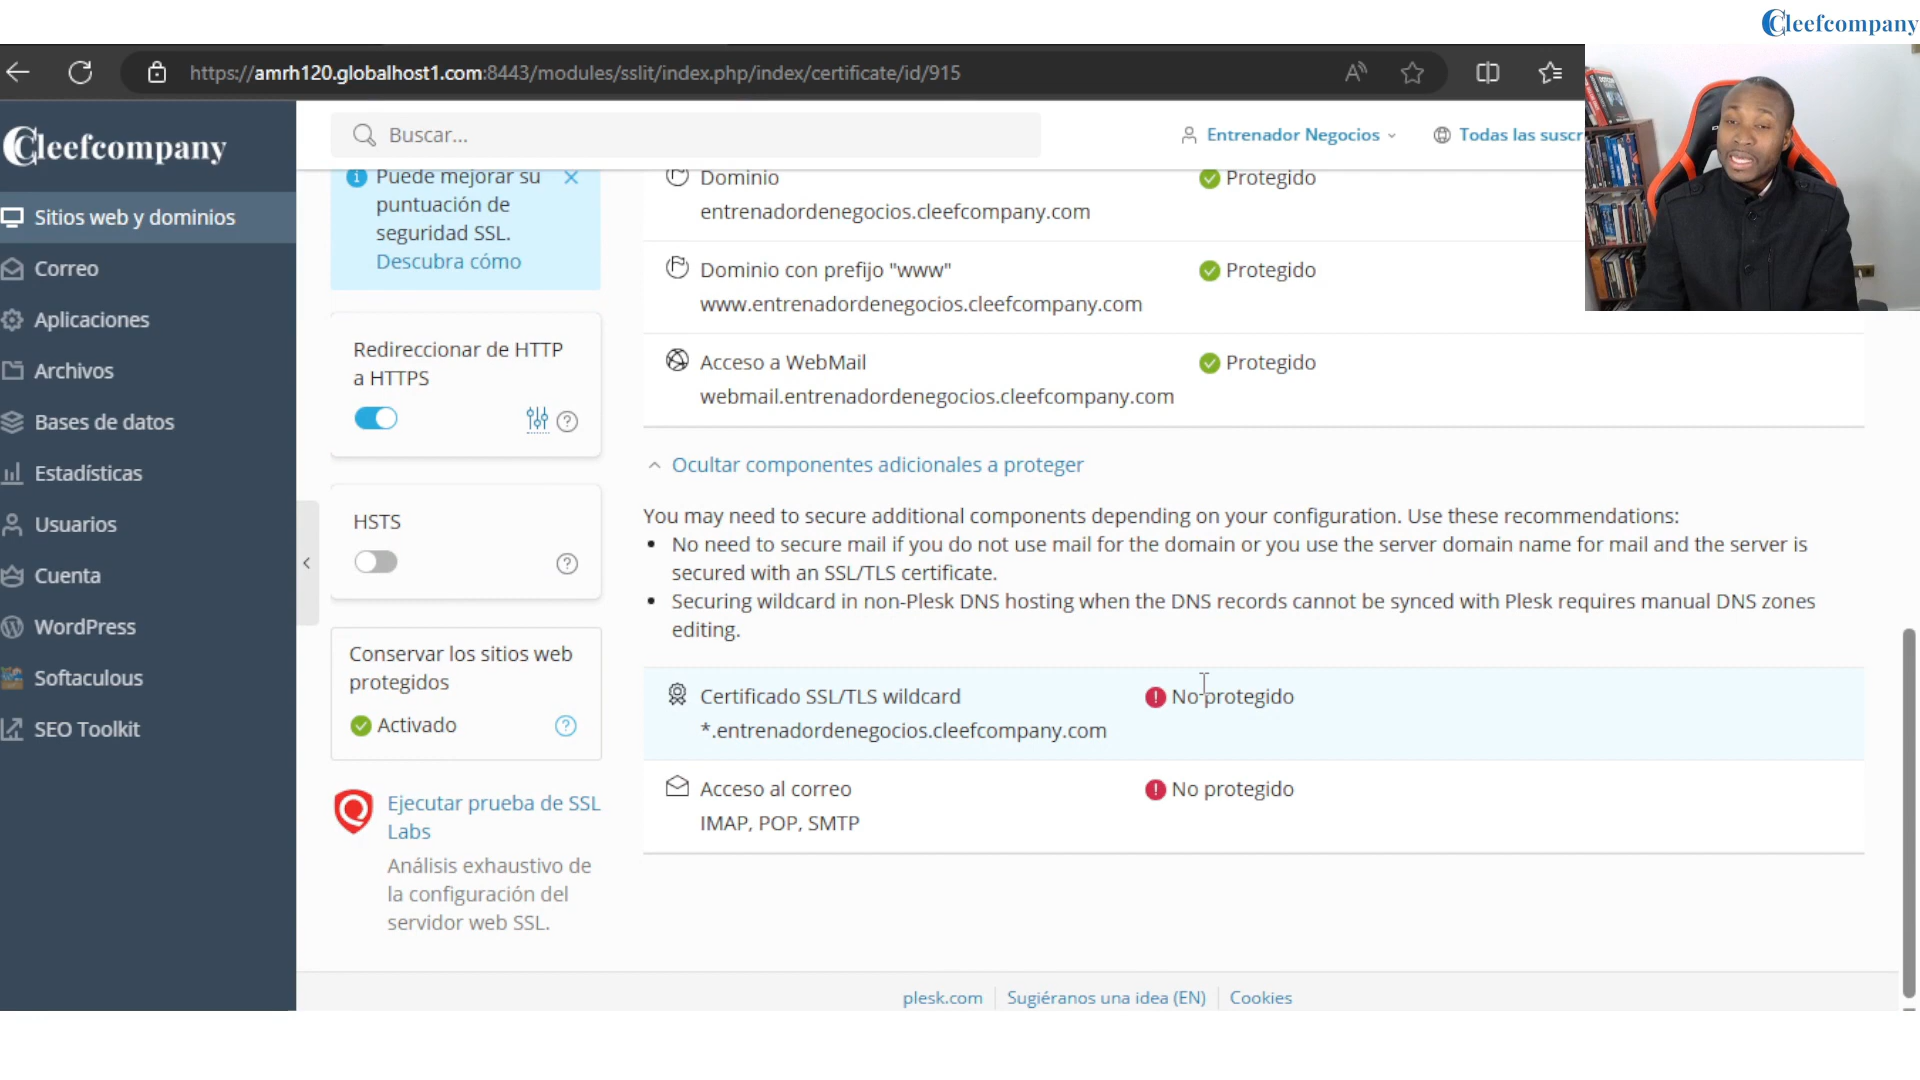 Cleefcompany
https://amrh120.globalhost1.com:8443/modules/sslit/index.php/index/certificate/id/915
Cleefcompany
Buscar...
Entrenador Negocios
Todas las suscr
Sitios web y dominios
Correo
Aplicaciones
Archivos
Bases de datos
Estadísticas
Usuarios
Cuenta
WordPress
Softaculous
SEO Toolkit
Puede mejorar su
puntuación de
seguridad SSL.
Descubra cómo
Redireccionar de HTTP
a HTTPS
HSTS
Conservar los sitios web
protegidos
Activado
Ejecutar prueba de SSL
Labs
Análisis exhaustivo de
la configuración del
servidor web SSL.
Dominio Protegido
entrenadordenegocios.cleefcompany.com
Dominio con prefijo "www" Protegido
www.entrenadordenegocios.cleefcompany.com
Acceso a WebMail Protegido
webmail.entrenadordenegocios.cleefcompany.com
Ocultar componentes adicionales a proteger
You may need to secure additional components depending on your configuration. Use these recommendations:
• No need to secure mail if you do not use mail for the domain or you use the server domain name for mail and the server is
secured with an SSL/TLS certificate.
• Securing wildcard in non-Plesk DNS hosting when the DNS records cannot be synced with Plesk requires manual DNS zones
editing.
Certificado SSL/TLS wildcard No protegido
*.entrenadordenegocios.cleefcompany.com
Acceso al correo No protegido
IMAP, POP, SMTP
plesk.com
Sugiéranos una idea (EN)
Cookies